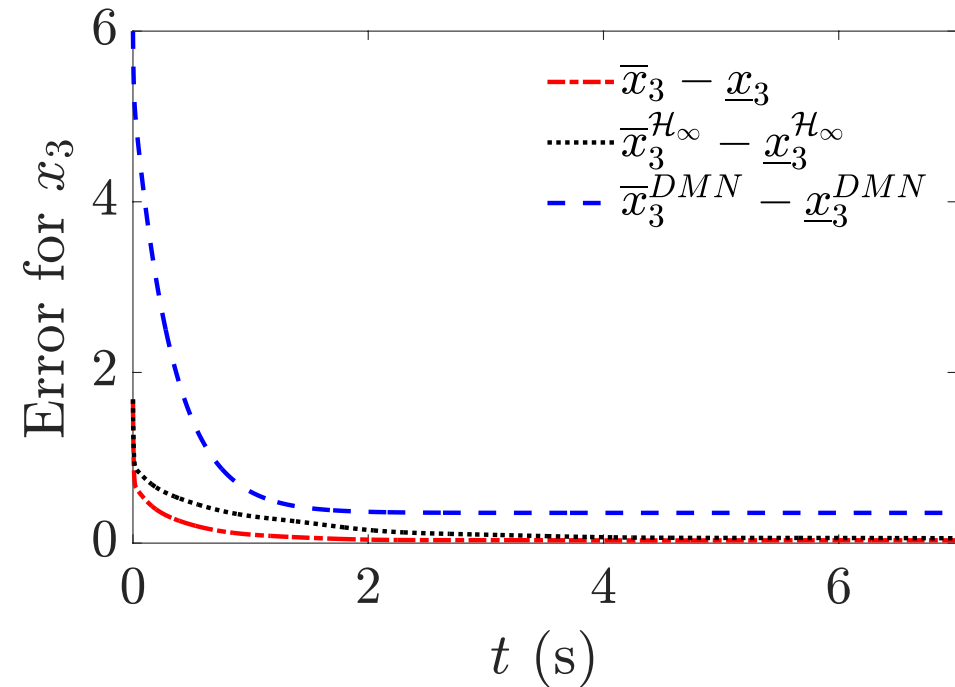 6
4
2
0
Error for x₃
x̅₃ − x̲₃
x̅₃^{ℋ∞} − x̲₃^{ℋ∞}
x̅₃^{DMN} − x̲₃^{DMN}
0 2 4 6
t (s)